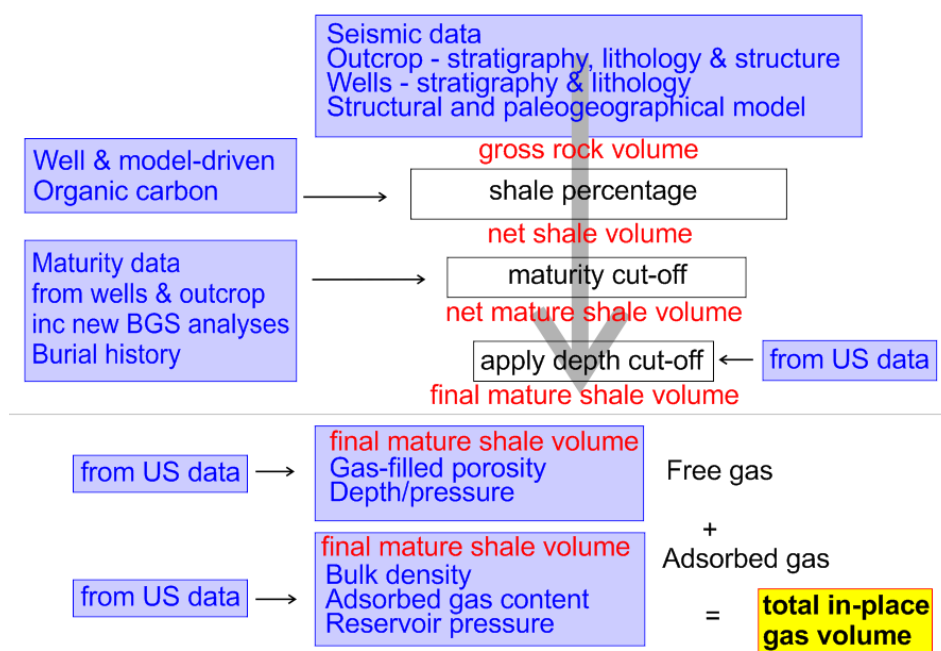 Seismic data
Outcrop - stratigraphy, lithology & structure
Wells - stratigraphy & lithology
Structural and paleogeographical model
gross rock volume
Well & model-driven
Organic carbon
shale percentage
net shale volume
Maturity data
from wells & outcrop
inc new BGS analyses
Burial history
maturity cut-off
net mature shale volume
apply depth cut-off
from US data
final mature shale volume
from US data
final mature shale volume
Gas-filled porosity
Depth/pressure
Free gas
+
Adsorbed gas
from US data
final mature shale volume
Bulk density
Adsorbed gas content
Reservoir pressure
=
total in-place
gas volume